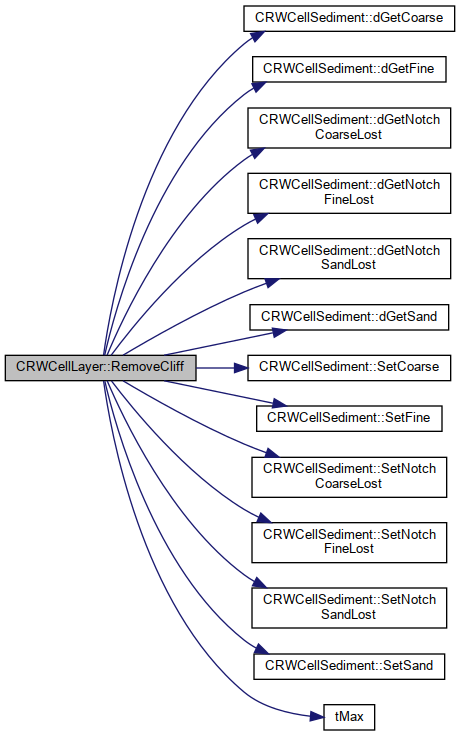 CRWCellLayer::RemoveCliff
CRWCellSediment::dGetCoarse
CRWCellSediment::dGetFine
CRWCellSediment::dGetNotch
CoarseLost
CRWCellSediment::dGetNotch
FineLost
CRWCellSediment::dGetNotch
SandLost
CRWCellSediment::dGetSand
CRWCellSediment::SetCoarse
CRWCellSediment::SetFine
CRWCellSediment::SetNotch
CoarseLost
CRWCellSediment::SetNotch
FineLost
CRWCellSediment::SetNotch
SandLost
CRWCellSediment::SetSand
tMax